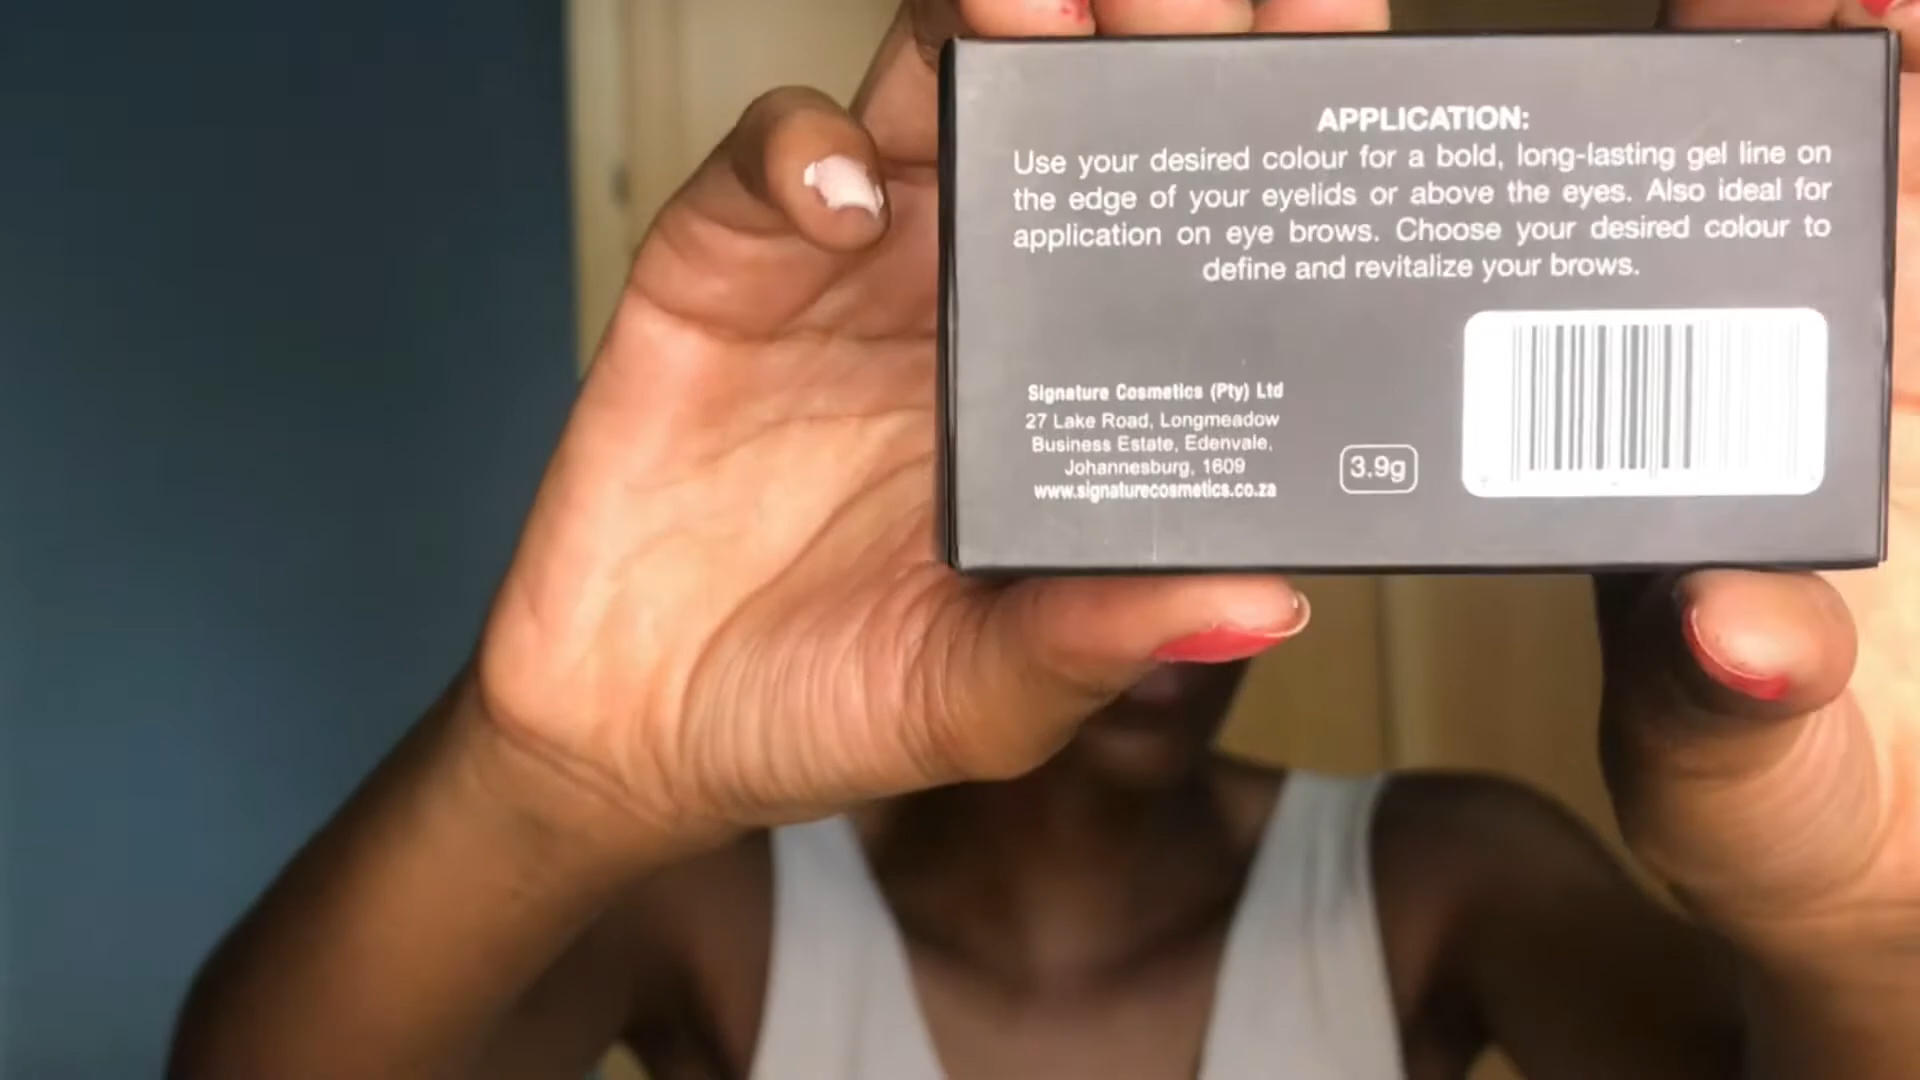 APPLICATION:
Use your desired colour for a bold, long-lasting gel line on
the edge of your eyelids or above the eyes. Also ideal for
application on eye brows. Choose your desired colour to
define and revitalize your brows.
Signature Cosmetics (Pty) Ltd
27 Lake Road, Longmeadow
Business Estate, Edenvale,
Johannesburg, 1609
www.signaturecosmetics.co.za
3.9g